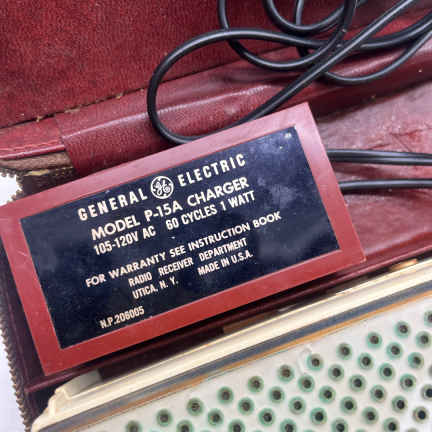 GENERAL GE ELECTRIC
MODEL P-15A CHARGER
105-120V AC 60 CYCLES 1 WATT
FOR WARRANTY SEE INSTRUCTION BOOK
RADIO RECEIVER DEPARTMENT
UTICA, N.Y. MADE IN U.S.A.
N.P. 206005